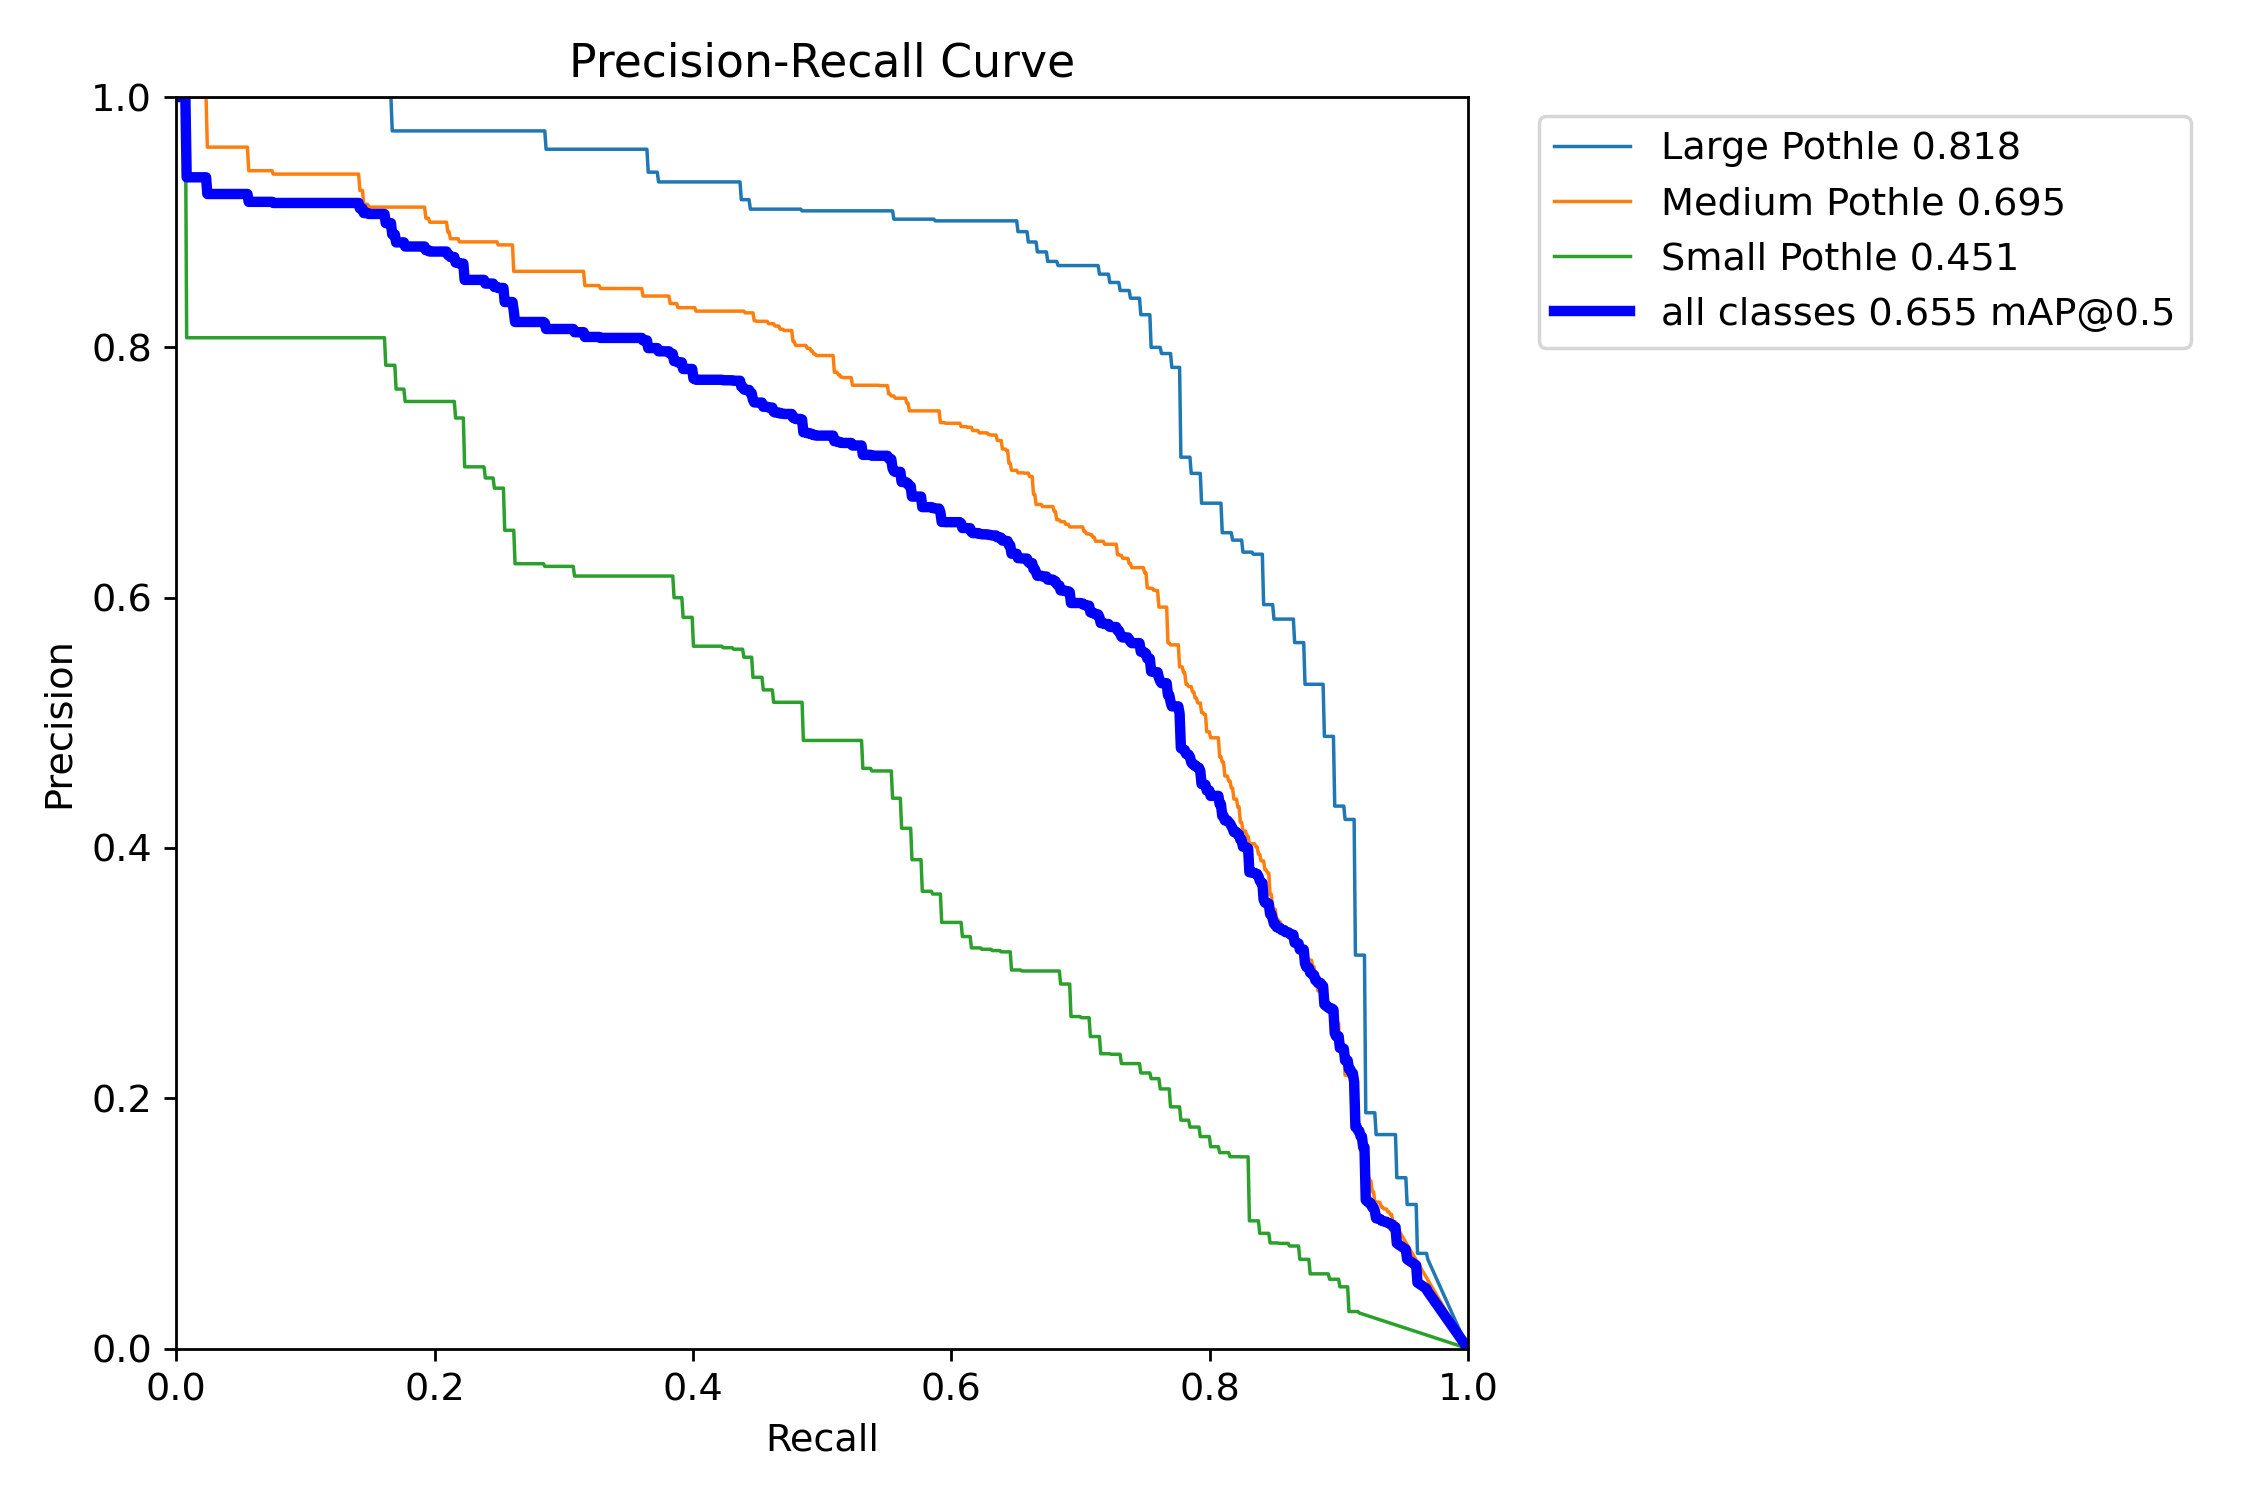 Precision-Recall Curve
1.0
0.8
0.6
0.4
0.2
0.0
Precision
0.0 0.2 0.4 0.6 0.8 1.0
Recall
Large Pothle 0.818
Medium Pothle 0.695
Small Pothle 0.451
all classes 0.655 mAP@0.5